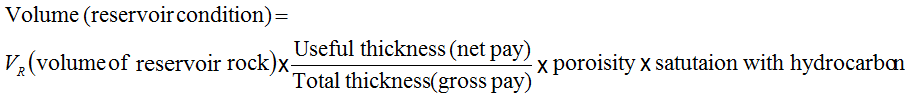 Volume (reservoir condition) =
V_R (volume of reservoir rock) x Useful thickness (net pay) / Total thickness(gross pay) x poroisity x satutaion with hydrocarbon